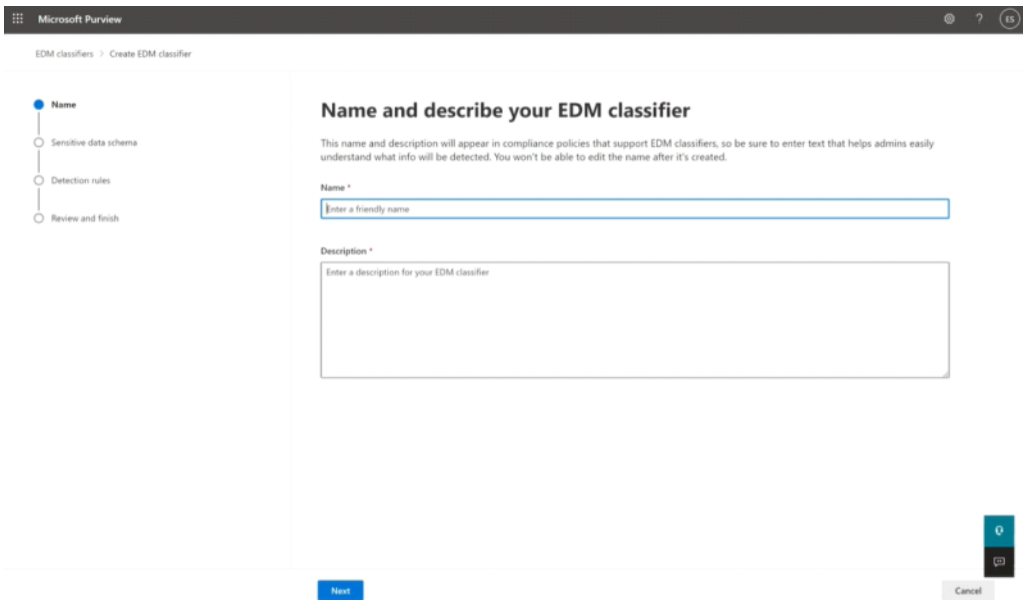 Microsoft Purview
?
ES
EDM classifiers > Create EDM classifier
Name
Sensitive data schema
Detection rules
Review and finish
Name and describe your EDM classifier
This name and description will appear in compliance policies that support EDM classifiers, so be sure to enter text that helps admins easily
understand what info will be detected. You won't be able to edit the name after it's created.
Name *
Enter a friendly name
Description *
Enter a description for your EDM classifier
Next
Cancel